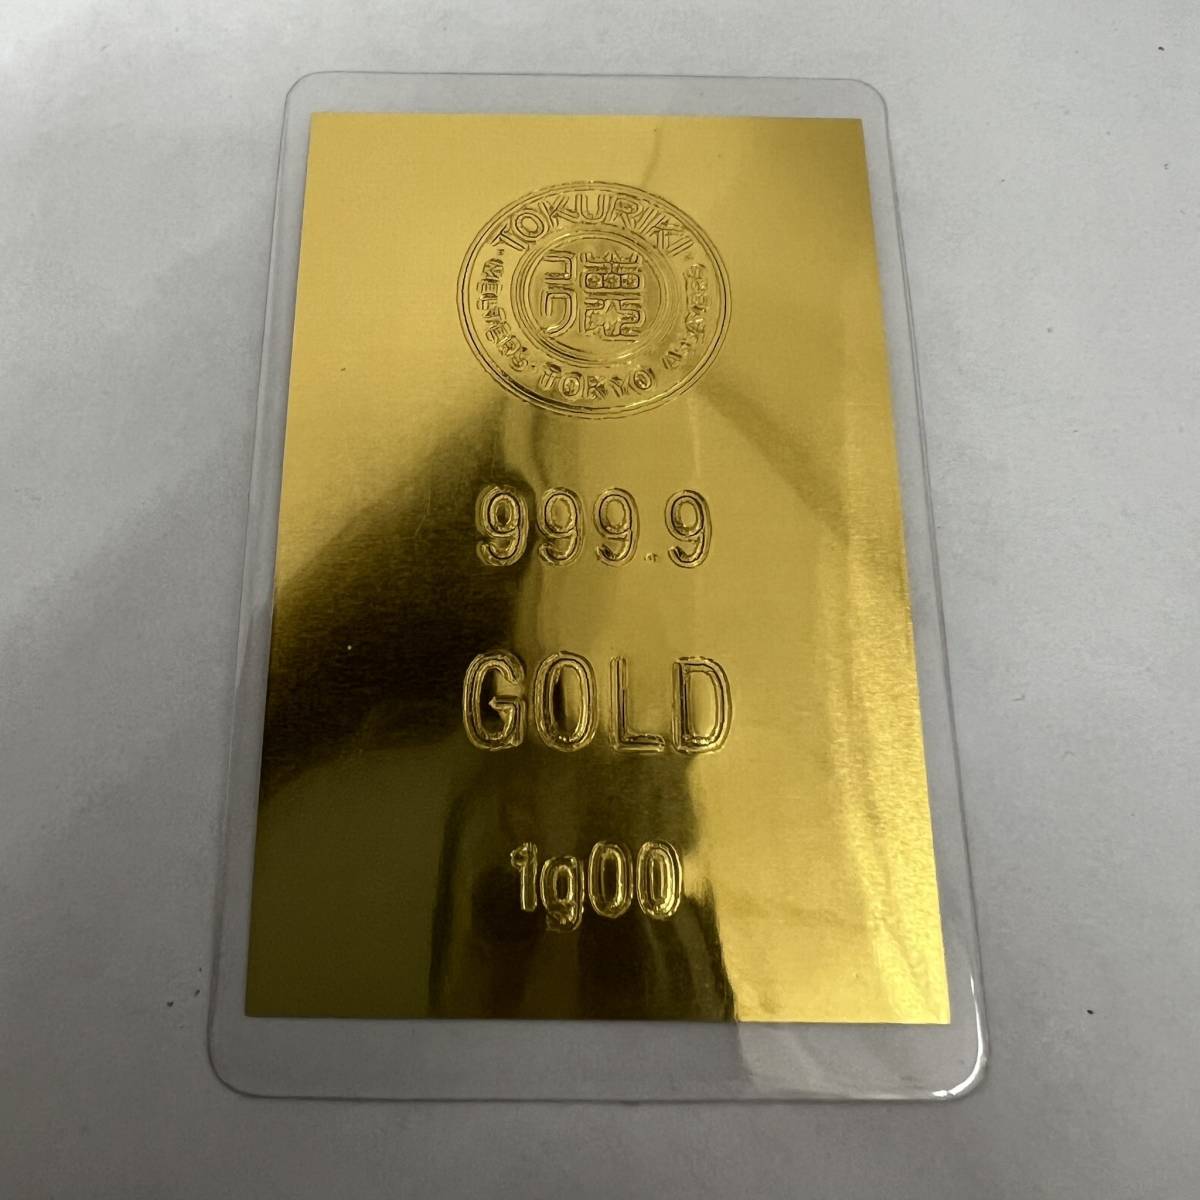 TOKURIKI
MELTERS・TOKYO ASSAYERS
999.9
GOLD
1g00